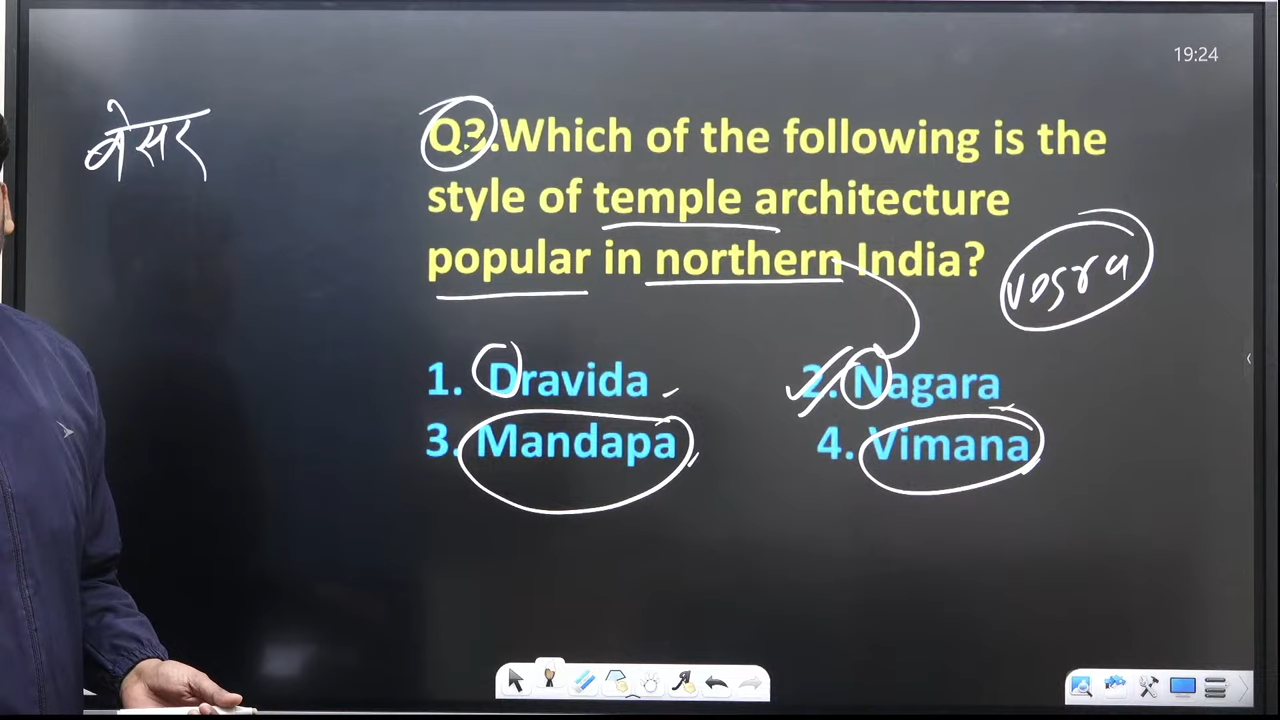 19:24
बेसर
Q3.Which of the following is the
style of temple architecture
popular in northern India?
1. Dravida
2. Nagara
3. Mandapa
4. Vimana